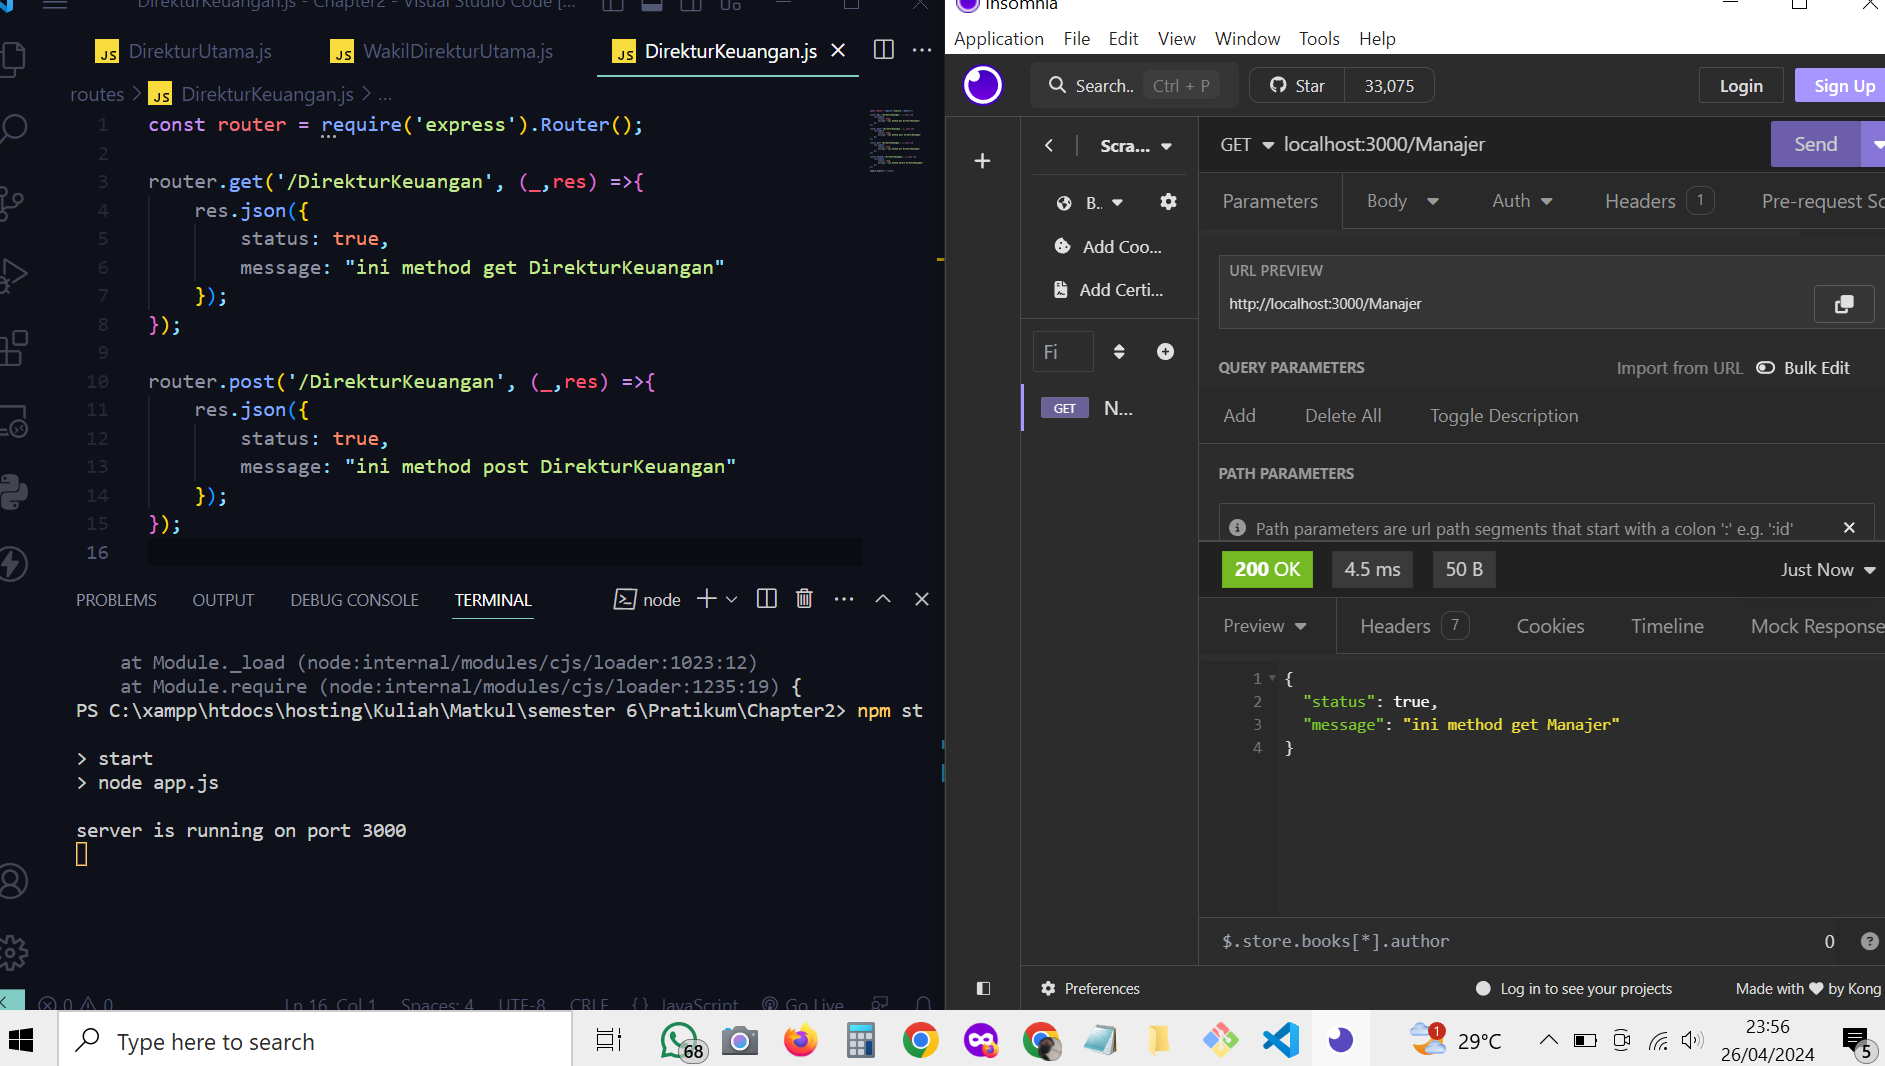 DirekturKeuangan.js - Chapter2 - Visual Studio Code [...
DirekturUtama.js
WakilDirekturUtama.js
DirekturKeuangan.js
routes > JS DirekturKeuangan.js > ...
1 const router = require('express').Router();
2
3 router.get('/DirekturKeuangan', (_,res) =>{
4 res.json({
5 status: true,
6 message: "ini method get DirekturKeuangan"
7 });
8 });
9
10 router.post('/DirekturKeuangan', (_,res) =>{
11 res.json({
12 status: true,
13 message: "ini method post DirekturKeuangan"
14 });
15 });
16
PROBLEMS OUTPUT DEBUG CONSOLE TERMINAL node
at Module._load (node:internal/modules/cjs/loader:1023:12)
at Module.require (node:internal/modules/cjs/loader:1235:19) {
PS C:\xampp\htdocs\hosting\Kuliah\Matkul\semester 6\Pratikum\Chapter2> npm st
> start
> node app.js
server is running on port 3000
0 0 Ln 16, Col 1 Spaces: 4 UTF-8 CRLF {} JavaScript Go Live
Insomnia
Application File Edit View Window Tools Help
Search.. Ctrl + P
Star 33,075
Login Sign Up
Scra...
GET localhost:3000/Manajer Send
B..
Parameters Body Auth Headers 1 Pre-request Sc
Add Coo...
Add Certi...
URL PREVIEW
http://localhost:3000/Manajer
Fi
QUERY PARAMETERS Import from URL Bulk Edit
GET N...
Add Delete All Toggle Description
PATH PARAMETERS
Path parameters are url path segments that start with a colon ':' e.g. ':id'
200 OK 4.5 ms 50 B Just Now
Preview Headers 7 Cookies Timeline Mock Response
1 {
2 "status": true,
3 "message": "ini method get Manajer"
4 }
$.store.books[*].author 0
Preferences Log in to see your projects Made with ♥ by Kong
Type here to search
68
1 29°C
23:56
26/04/2024
5